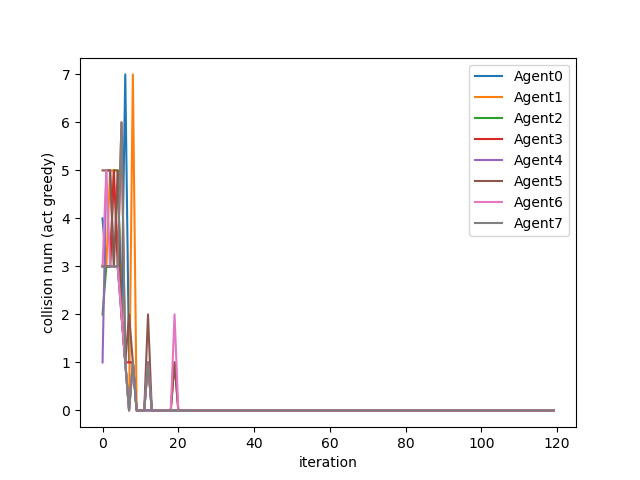 7
6
5
4
3
2
1
0
collision num (act greedy)
0 20 40 60 80 100 120
iteration
Agent0
Agent1
Agent2
Agent3
Agent4
Agent5
Agent6
Agent7